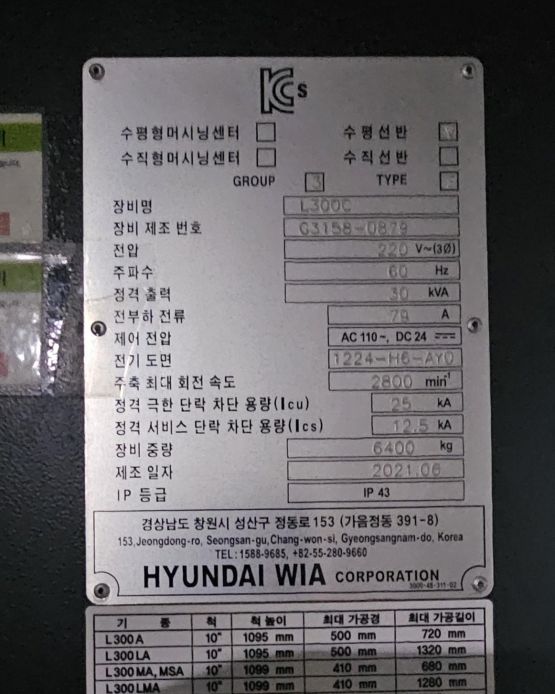 KCs
수평형머시닝센터 수평선반 V
수직형머시닝센터 수직선반
GROUP 3 TYPE
장비명 L300C
장비 제조 번호 G3158-0879
전압 220 V~(3Ø)
주파수 60 Hz
정격 출력 30 kVA
전부하 전류 79 A
제어 전압 AC 110~, DC 24
전기 도면 1224-H6-AY0
주축 최대 회전 속도 2800 min⁻¹
정격 극한 단락 차단 용량(Icu) 25 kA
정격 서비스 단락 차단 용량(Ics) 12.5 kA
장비 중량 6400 kg
제조 일자 2021.06
IP 등급 IP 43
경상남도 창원시 성산구 정동로 153 (가음정동 391-8)
153, Jeongdong-ro, Seongsan-gu, Chang-won-si, Gyeongsangnam-do, Korea
TEL : 1588-9685, +82-55-280-9660
HYUNDAI WIA CORPORATION
기 종 척 척 높이 최대 가공경 최대 가공길이
L300A 10" 1095 mm 500 mm 720 mm
L300LA 10" 1095 mm 500 mm 1320 mm
L300MA, MSA 10" 1099 mm 410 mm 680 mm
L300LMA 10" 1099 mm 410 mm 1280 mm